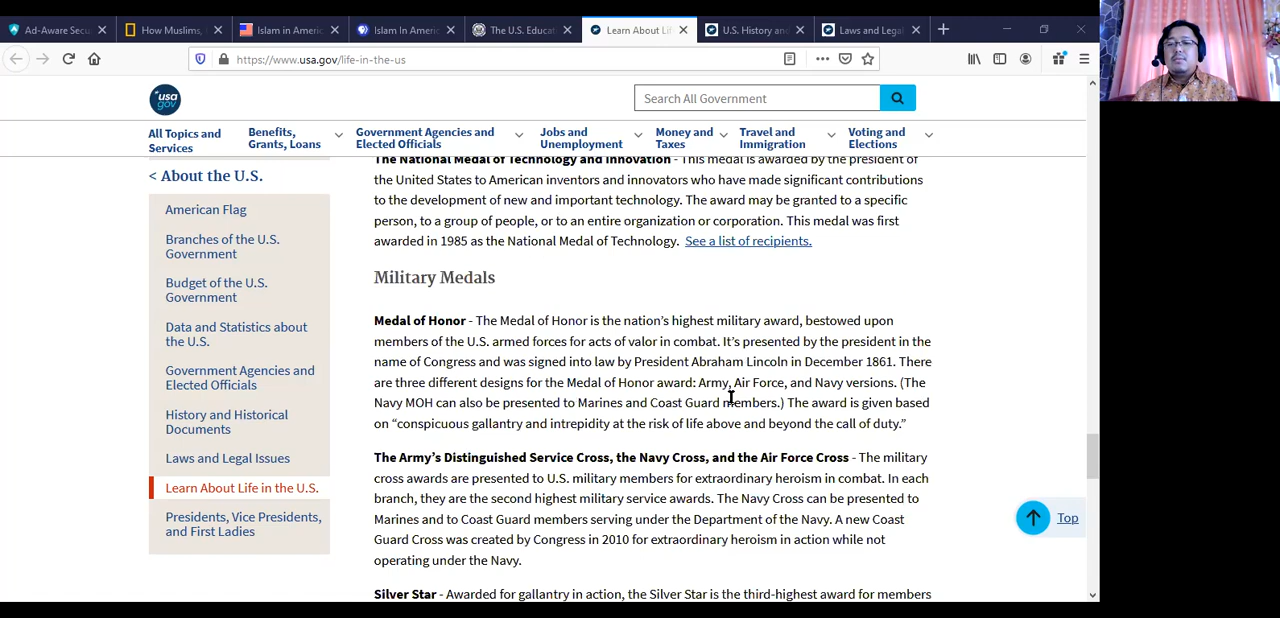 Ad-Aware Secu
How Muslims,
Islam in Americ
Islam In Americ
The U.S. Educat
Learn About Li
U.S. History and
Laws and Legal
https://www.usa.gov/life-in-the-us
usa
gov
Search All Government
All Topics and
Services
Benefits,
Grants, Loans
Government Agencies and
Elected Officials
Jobs and
Unemployment
Money and
Taxes
Travel and
Immigration
Voting and
Elections
< About the U.S.
American Flag
Branches of the U.S.
Government
Budget of the U.S.
Government
Data and Statistics about
the U.S.
Government Agencies and
Elected Officials
History and Historical
Documents
Laws and Legal Issues
Learn About Life in the U.S.
Presidents, Vice Presidents,
and First Ladies
The National Medal of Technology and Innovation - This medal is awarded by the president of
the United States to American inventors and innovators who have made significant contributions
to the development of new and important technology. The award may be granted to a specific
person, to a group of people, or to an entire organization or corporation. This medal was first
awarded in 1985 as the National Medal of Technology. See a list of recipients.
Military Medals
Medal of Honor - The Medal of Honor is the nation’s highest military award, bestowed upon
members of the U.S. armed forces for acts of valor in combat. It’s presented by the president in the
name of Congress and was signed into law by President Abraham Lincoln in December 1861. There
are three different designs for the Medal of Honor award: Army, Air Force, and Navy versions. (The
Navy MOH can also be presented to Marines and Coast Guard members.) The award is given based
on “conspicuous gallantry and intrepidity at the risk of life above and beyond the call of duty.”
The Army’s Distinguished Service Cross, the Navy Cross, and the Air Force Cross - The military
cross awards are presented to U.S. military members for extraordinary heroism in combat. In each
branch, they are the second highest military service awards. The Navy Cross can be presented to
Marines and to Coast Guard members serving under the Department of the Navy. A new Coast
Guard Cross was created by Congress in 2010 for extraordinary heroism in action while not
operating under the Navy.
Silver Star - Awarded for gallantry in action, the Silver Star is the third-highest award for members
Top